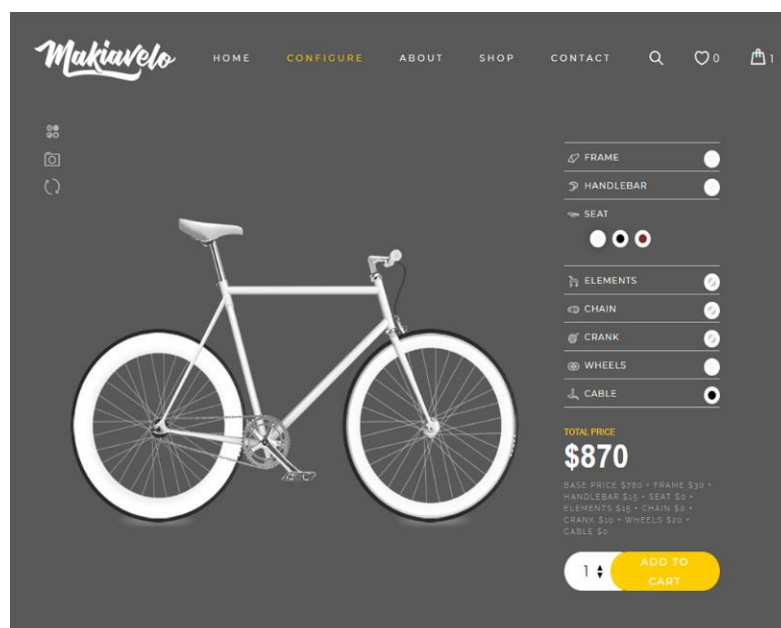 Makiavelo
HOME
CONFIGURE
ABOUT
SHOP
CONTACT
0
1
FRAME
HANDLEBAR
SEAT
ELEMENTS
CHAIN
CRANK
WHEELS
CABLE
TOTAL PRICE
$870
BASE PRICE $780 • FRAME $30 •
HANDLEBAR $15 • SEAT $0 •
ELEMENTS $15 • CHAIN $0 •
CRANK $10 • WHEELS $20 •
CABLE $0
1
ADD TO
CART